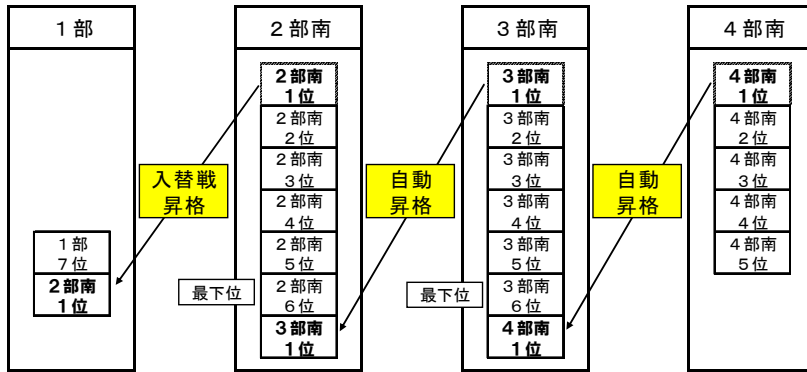 １部
２部南
３部南
４部南
２部南
１位
２部南
２位
２部南
３位
２部南
４位
２部南
５位
２部南
６位
３部南
１位
３部南
１位
３部南
２位
３部南
３位
３部南
４位
３部南
５位
３部南
６位
４部南
１位
４部南
１位
４部南
２位
４部南
３位
４部南
４位
４部南
５位
入替戦
昇格
自動
昇格
自動
昇格
１部
７位
２部南
１位
最下位
最下位